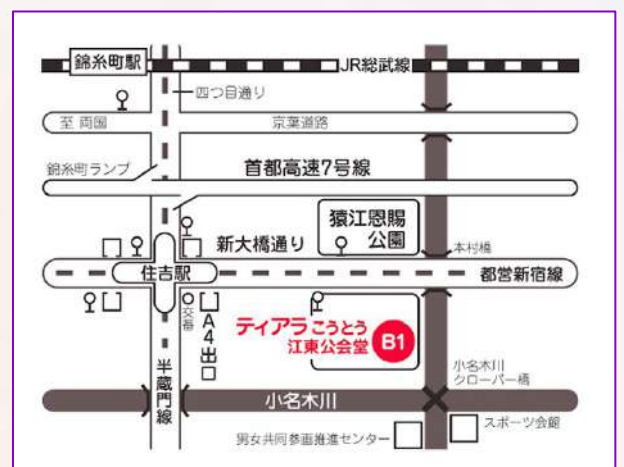 錦糸町駅
JR総武線
四つ目通り
至 両国
京葉道路
錦糸町ランプ
首都高速7号線
猿江恩賜
公園
新大橋通り
本村橋
住吉駅
都営新宿線
交番
A4出口
ティアラこうとう
江東公会堂
B1
半蔵門線
小名木川
クローバー橋
小名木川
男女共同参画推進センター
スポーツ会館